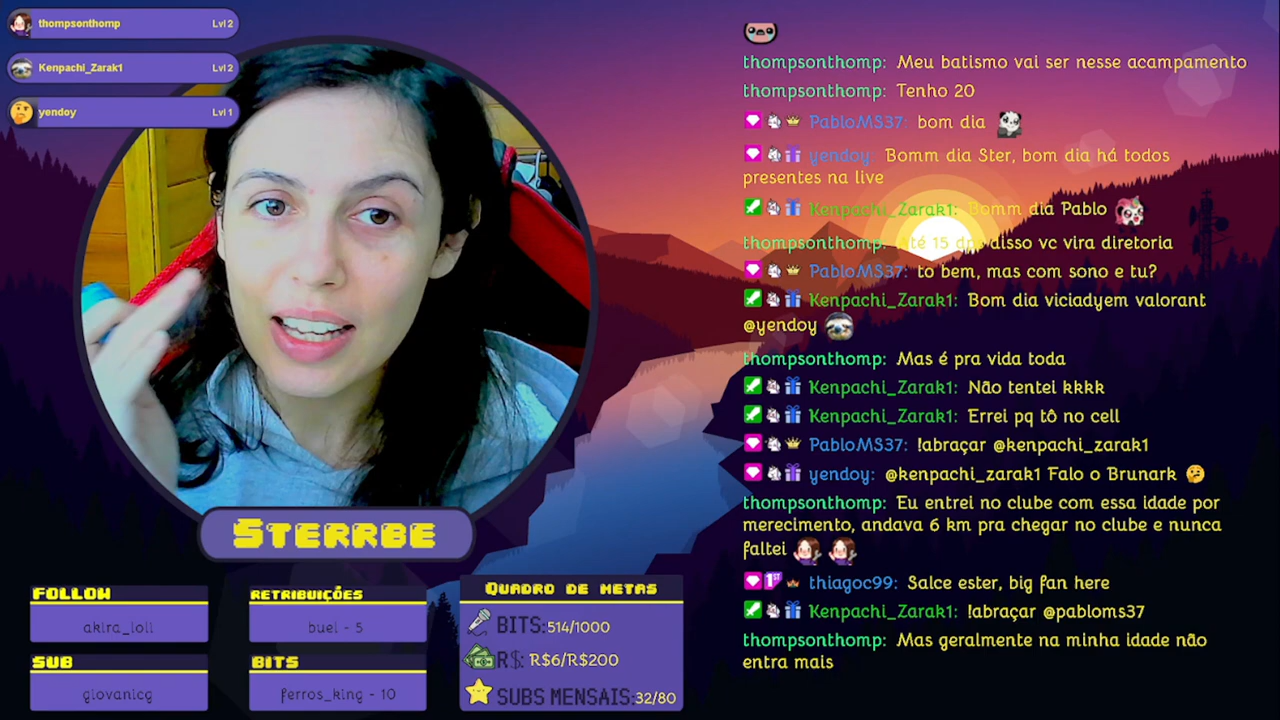 thompsonthomp Lvl 2
Kenpachi_Zarak1 Lvl 2
yendoy Lvl 1
STERRBE
FOLLOW
akira_loli
RETRIBUIÇÕES
buel - 5
SUB
giovanicg
BITS
ferros_king - 10
QUADRO DE METAS
BITS:514/1000
R$: R$6/R$200
SUBS MENSAIS:32/80
thompsonthomp: Meu batismo vai ser nesse acampamento
thompsonthomp: Tenho 20
PabloMS37: bom dia
yendoy: Bomm dia Ster, bom dia há todos
presentes na live
Kenpachi_Zarak1: Bomm dia Pablo
thompsonthomp: Até 15 dps disso vc vira diretoria
PabloMS37: to bem, mas com sono e tu?
Kenpachi_Zarak1: Bom dia viciadyem valorant
@yendoy
thompsonthomp: Mas é pra vida toda
Kenpachi_Zarak1: Não tentei kkkk
Kenpachi_Zarak1: Errei pq tô no cell
PabloMS37: !abraçar @kenpachi_zarak1
yendoy: @kenpachi_zarak1 Falo o Brunark 🤔
thompsonthomp: Eu entrei no clube com essa idade por
merecimento, andava 6 km pra chegar no clube e nunca
faltei
1ST thiagoc99: Salce ester, big fan here
Kenpachi_Zarak1: !abraçar @pabloms37
thompsonthomp: Mas geralmente na minha idade não
entra mais